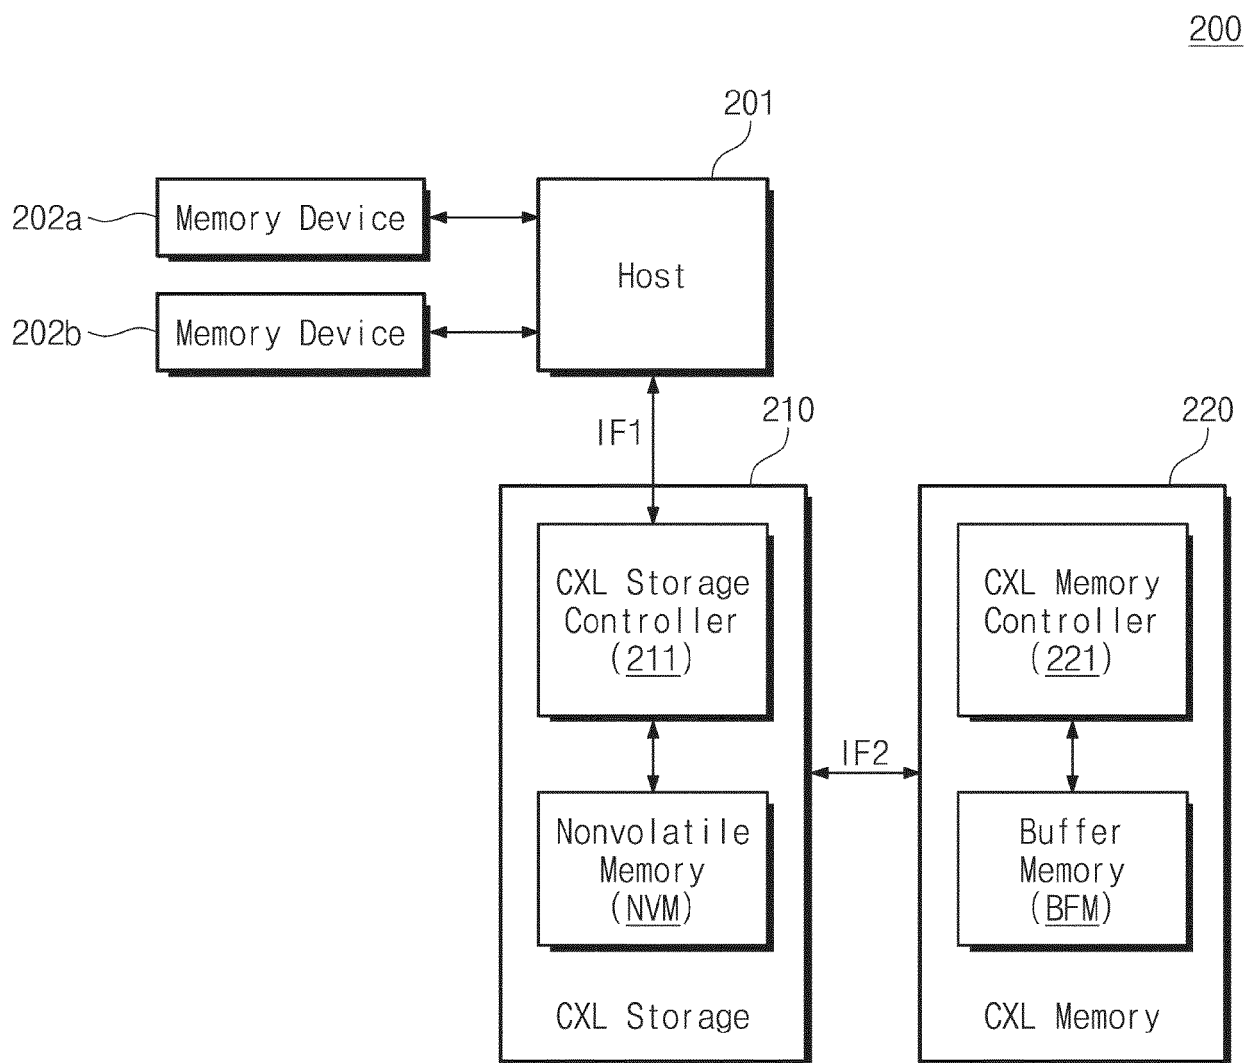 200
201
202a
Memory Device
Host
202b
Memory Device
IF1
210
220
CXL Storage
Controller
(211)
CXL Memory
Controller
(221)
IF2
Nonvolatile
Memory
(NVM)
Buffer
Memory
(BFM)
CXL Storage
CXL Memory